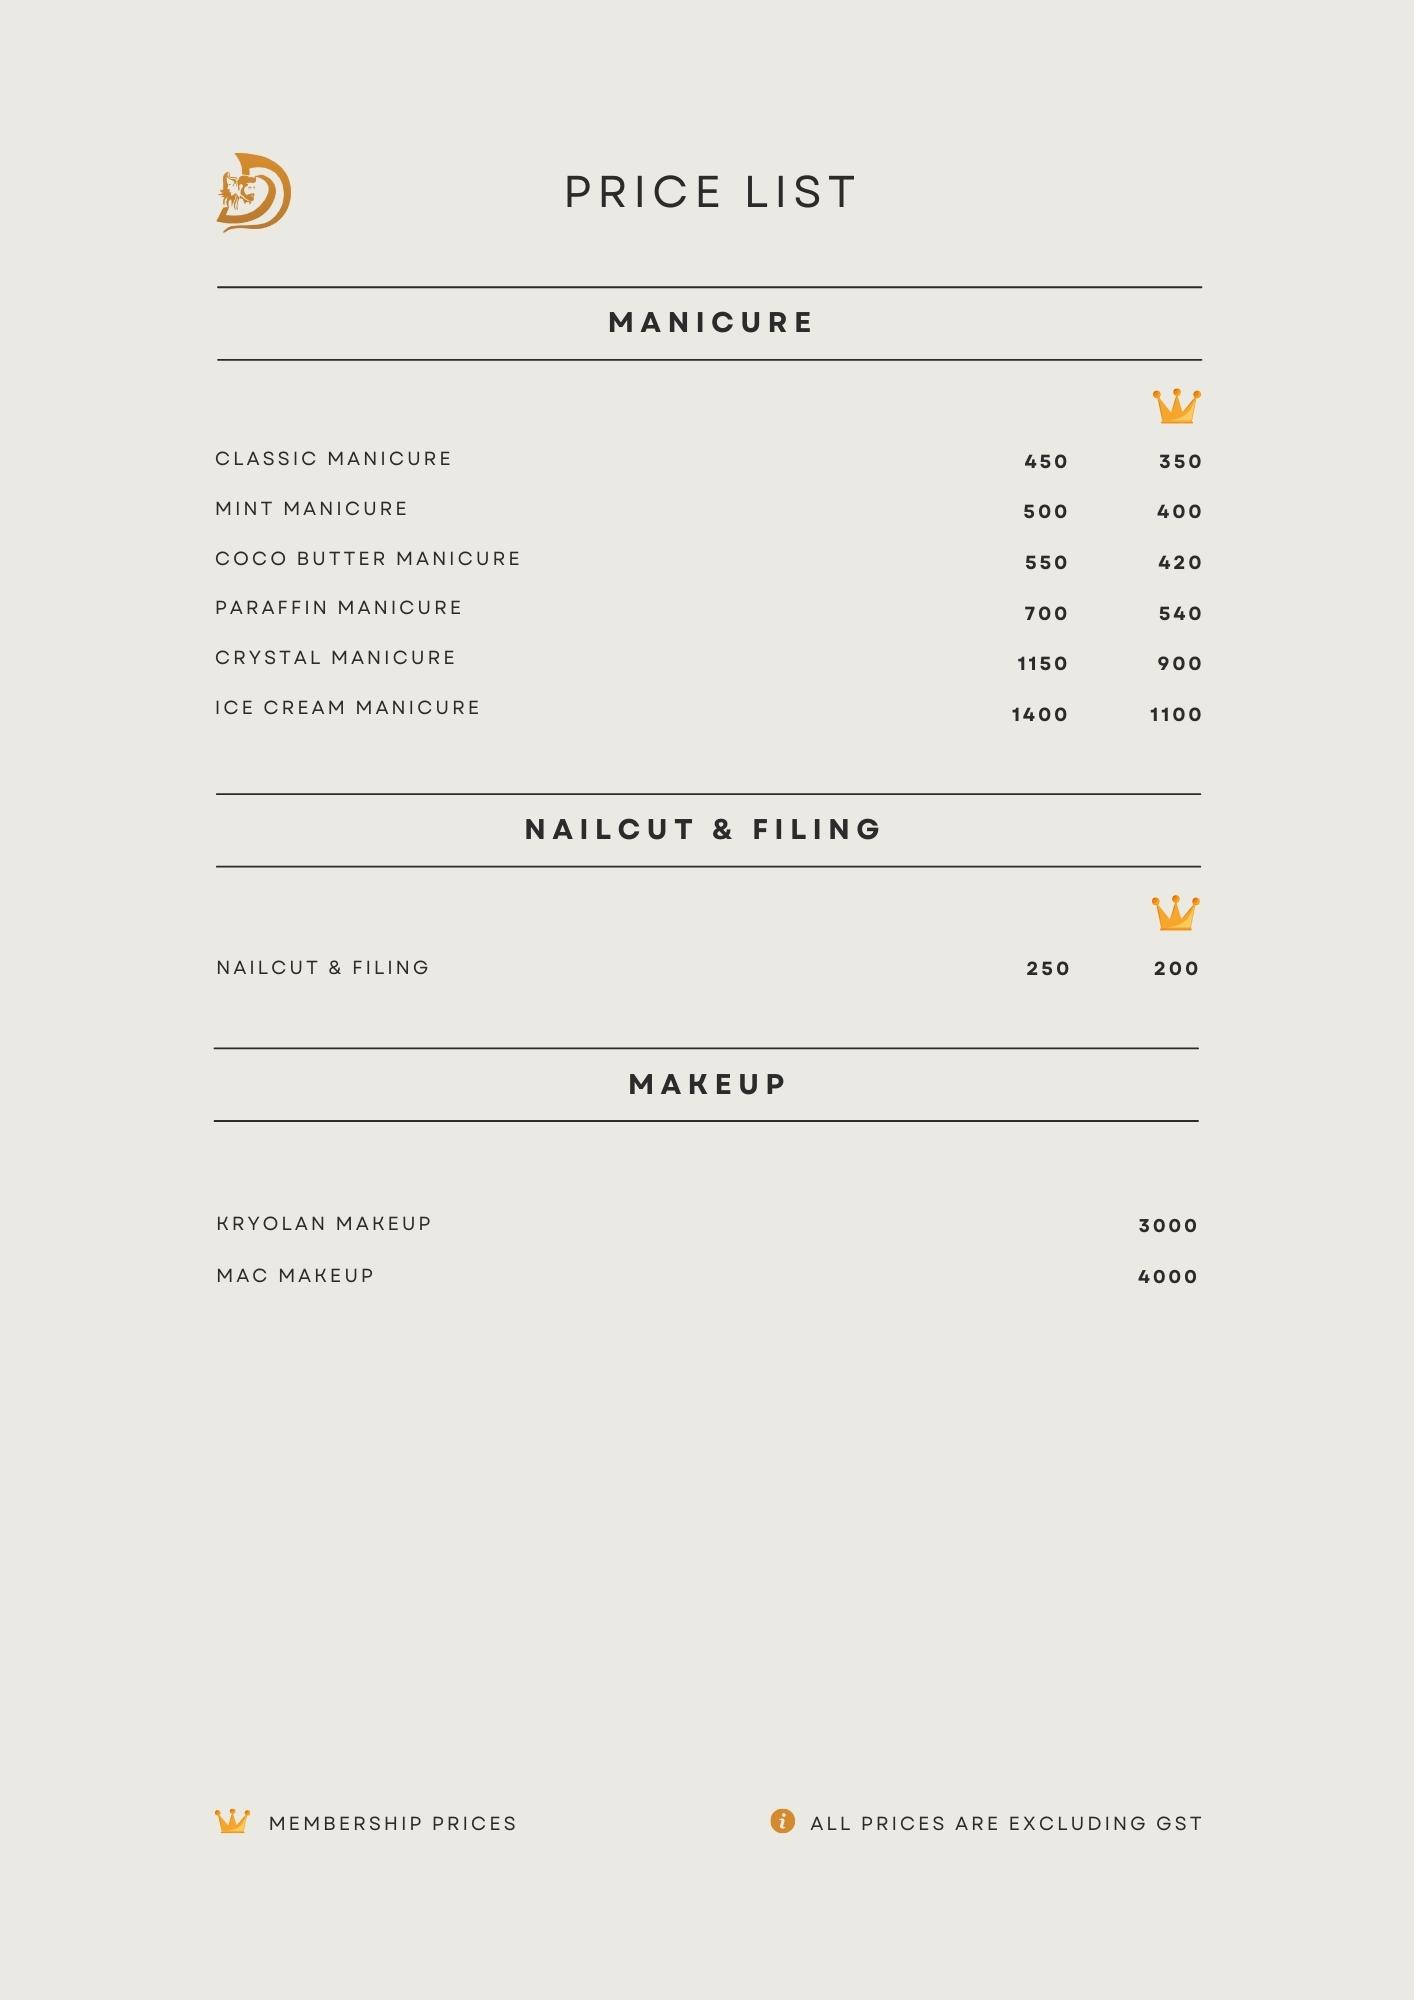 PRICE LIST
MANICURE
CLASSIC MANICURE 450 350
MINT MANICURE 500 400
COCO BUTTER MANICURE 550 420
PARAFFIN MANICURE 700 540
CRYSTAL MANICURE 1150 900
ICE CREAM MANICURE 1400 1100
NAILCUT & FILING
NAILCUT & FILING 250 200
MAKEUP
KRYOLAN MAKEUP 3000
MAC MAKEUP 4000
MEMBERSHIP PRICES
i ALL PRICES ARE EXCLUDING GST